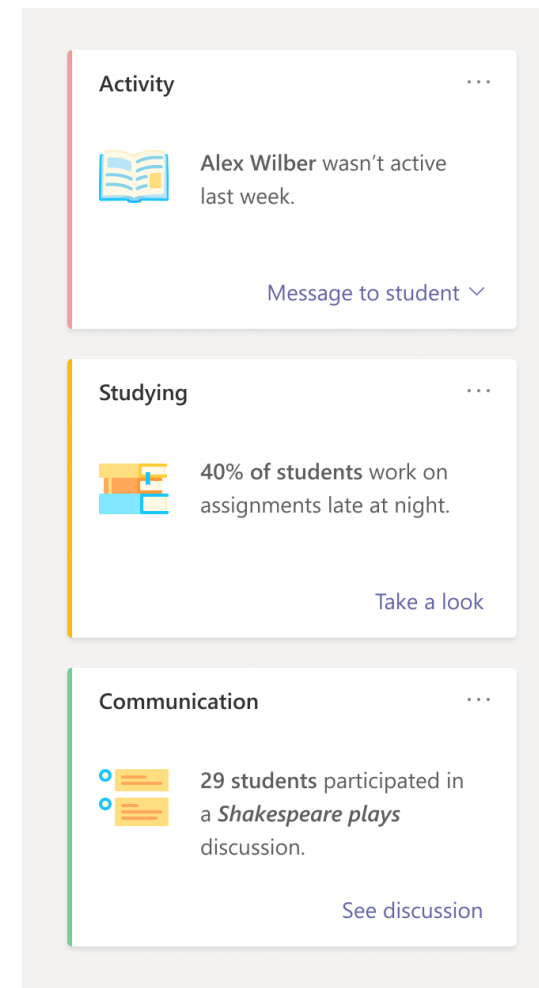 Activity
Alex Wilber wasn’t active
last week.
Message to student
Studying
40% of students work on
assignments late at night.
Take a look
Communication
29 students participated in
a Shakespeare plays
discussion.
See discussion